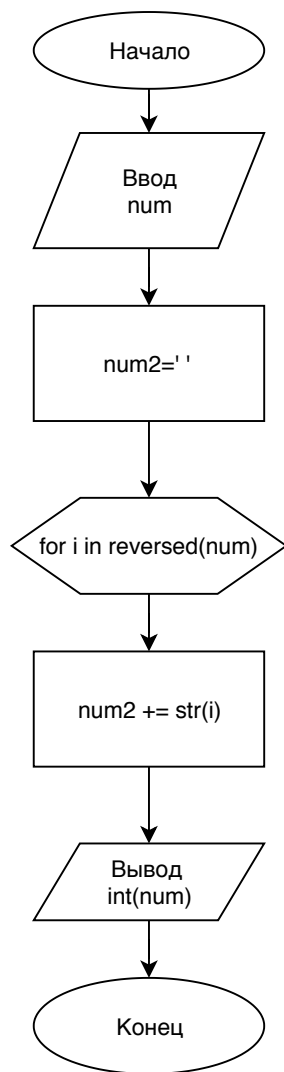 Начало
Ввод
num
num2=' '
for i in reversed(num)
num2 += str(i)
Вывод
int(num)
Конец